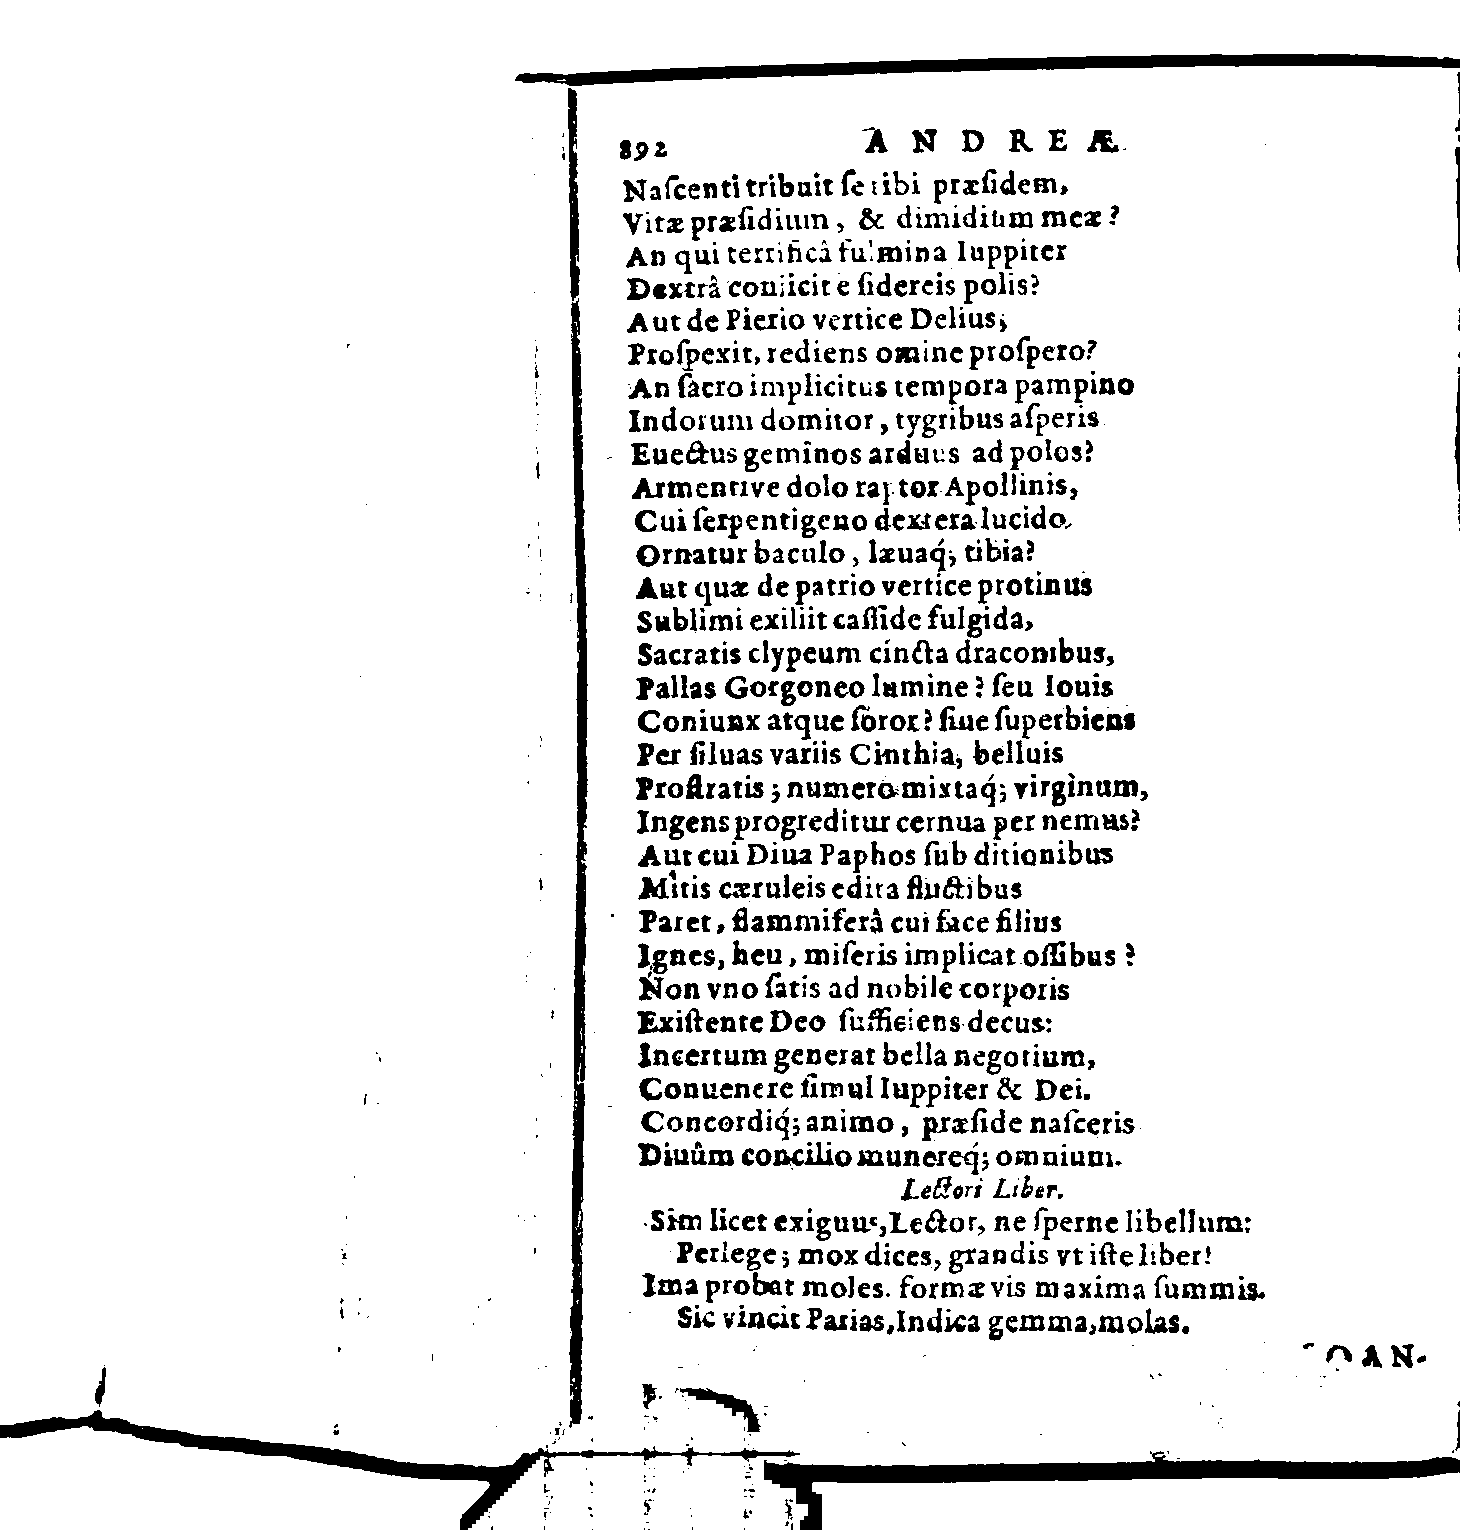 892 ANDREÆ
Naſcenti tribuit ſe tibi præſidem,
Vitæ præſidium, & dimidium meæ?
An qui terrificâ fulmina Iuppiter
Dextrâ coniicit e ſidereis polis?
Aut de Pierio vertice Delius;
Proſpexit, rediens omine proſpero?
An ſacro implicitus tempora pampino
Indorum domitor, tygribus aſperis
Euectus geminos arduus ad polos?
Armentive dolo raptor Apollinis,
Cui ſerpentigeno dextera lucido
Ornatur baculo, læuaq́; tibia?
Aut quæ de patrio vertice protinus
Sublimi exiliit caſſide fulgida,
Sacratis clypeum cincta draconibus,
Pallas Gorgoneo lumine? ſeu Iouis
Coniunx atque ſoror? ſiue ſuperbiens
Per ſiluas variis Cinthia, belluis
Proſtratis; numero mixtaq́; virginum,
Ingens progreditur cernua per nemus?
Aut cui Diua Paphos ſub ditionibus
Mitis cæruleis edita fluctibus
Paret, flammiferâ cui face filius
Ignes, heu, miſeris implicat oſſibus?
Non vno ſatis ad nobile corporis
Exiſtente Deo ſufficiens decus:
Incertum generat bella negotium,
Conuenere ſimul Iuppiter & Dei.
Concordiq́; animo, præſide naſceris
Diuûm concilio munereq́; omnium.
Lectori Liber.
Sim licet exiguus, Lector, ne ſperne libellum:
Perlege; mox dices, grandis vt iſte liber!
Ima probat moles. formæ vis maxima ſummis.
Sic vincit Parias, Indica gemma, molas.
IOAN-